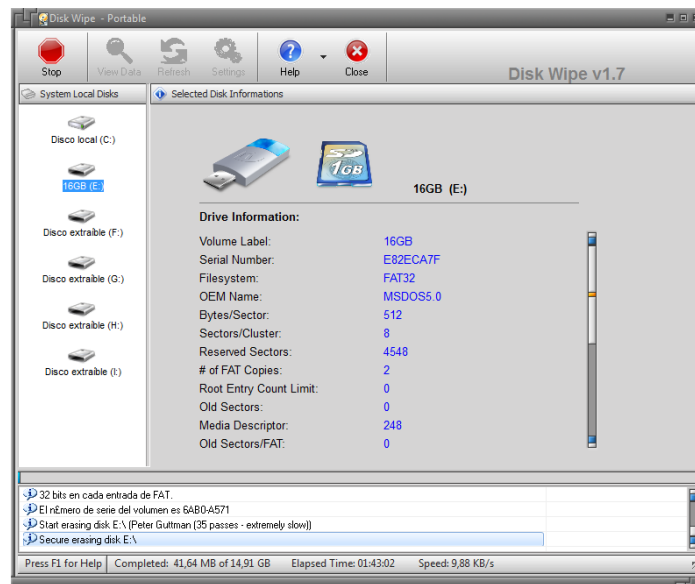 Disk Wipe - Portable
Stop
View Data
Refresh
Settings
Help
Close
Disk Wipe v1.7
System Local Disks
Selected Disk Informations
Disco local (C:)
16GB (E:)
Disco extraíble (F:)
Disco extraíble (G:)
Disco extraíble (H:)
Disco extraíble (I:)
SD
1GB
16GB (E:)
Drive Information:
Volume Label: 16GB
Serial Number: E82ECA7F
Filesystem: FAT32
OEM Name: MSDOS5.0
Bytes/Sector: 512
Sectors/Cluster: 8
Reserved Sectors: 4548
# of FAT Copies: 2
Root Entry Count Limit: 0
Old Sectors: 0
Media Descriptor: 248
Old Sectors/FAT: 0
32 bits en cada entrada de FAT.
El n£mero de serie del volumen es 6AB0-A571
Start erasing disk E:\ (Peter Guttman (35 passes - extremely slow))
Secure erasing disk E:\
Press F1 for Help Completed: 41,64 MB of 14,91 GB Elapsed Time: 01:43:02 Speed: 9,88 KB/s